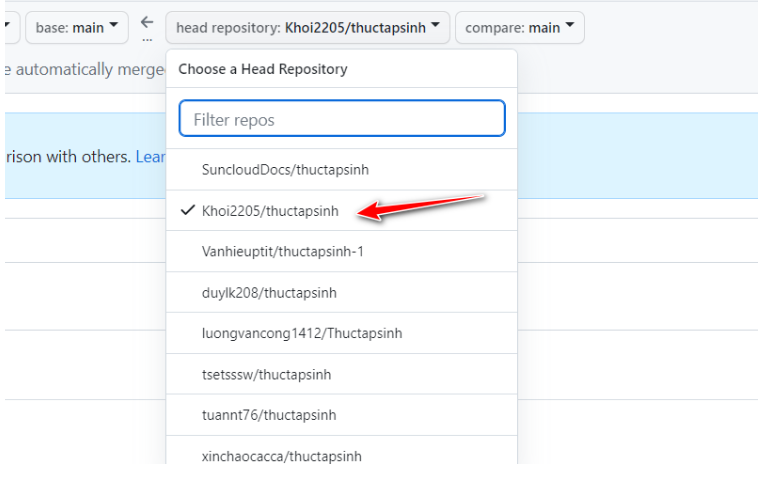 base: main
...
head repository: Khoi2205/thuctapsinh
compare: main
e automatically merge
Choose a Head Repository
Filter repos
rison with others. Lear
SuncloudDocs/thuctapsinh
Khoi2205/thuctapsinh
Vanhieuptit/thuctapsinh-1
duylk208/thuctapsinh
luongvancong1412/Thuctapsinh
tsetsssw/thuctapsinh
tuannt76/thuctapsinh
xinchaocacca/thuctapsinh